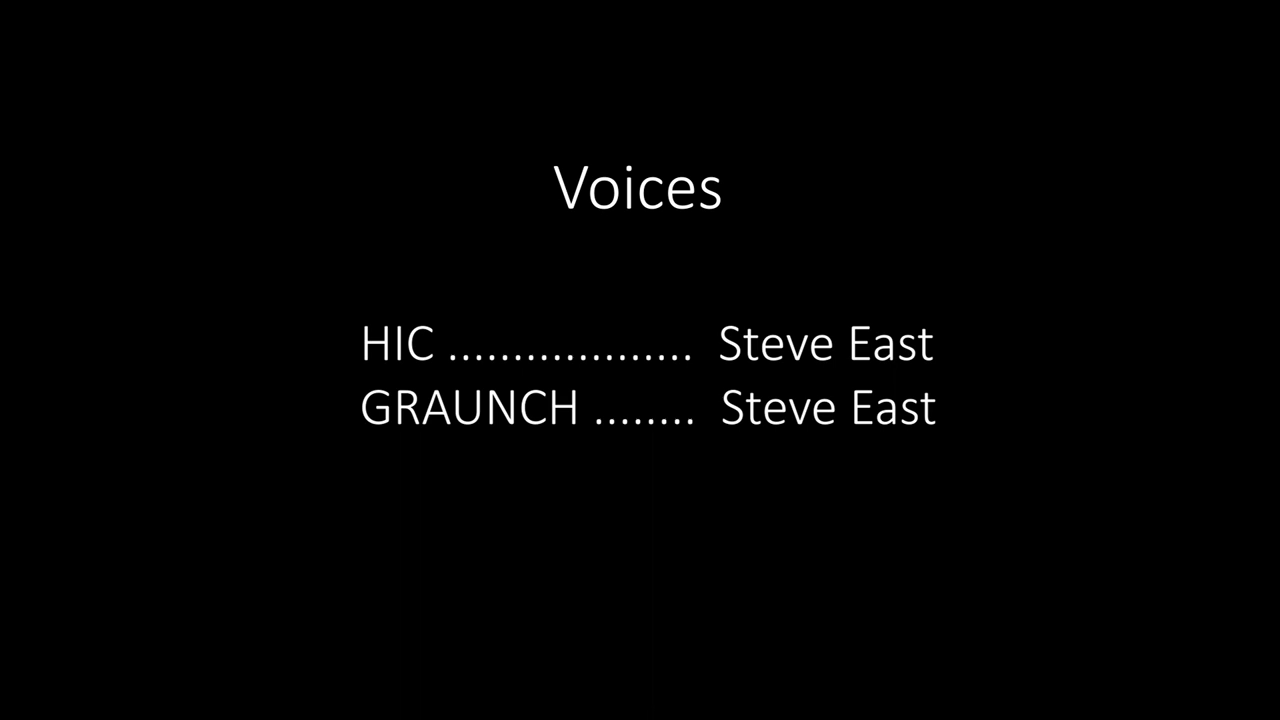 Voices
HIC ................... Steve East
GRAUNCH ........ Steve East